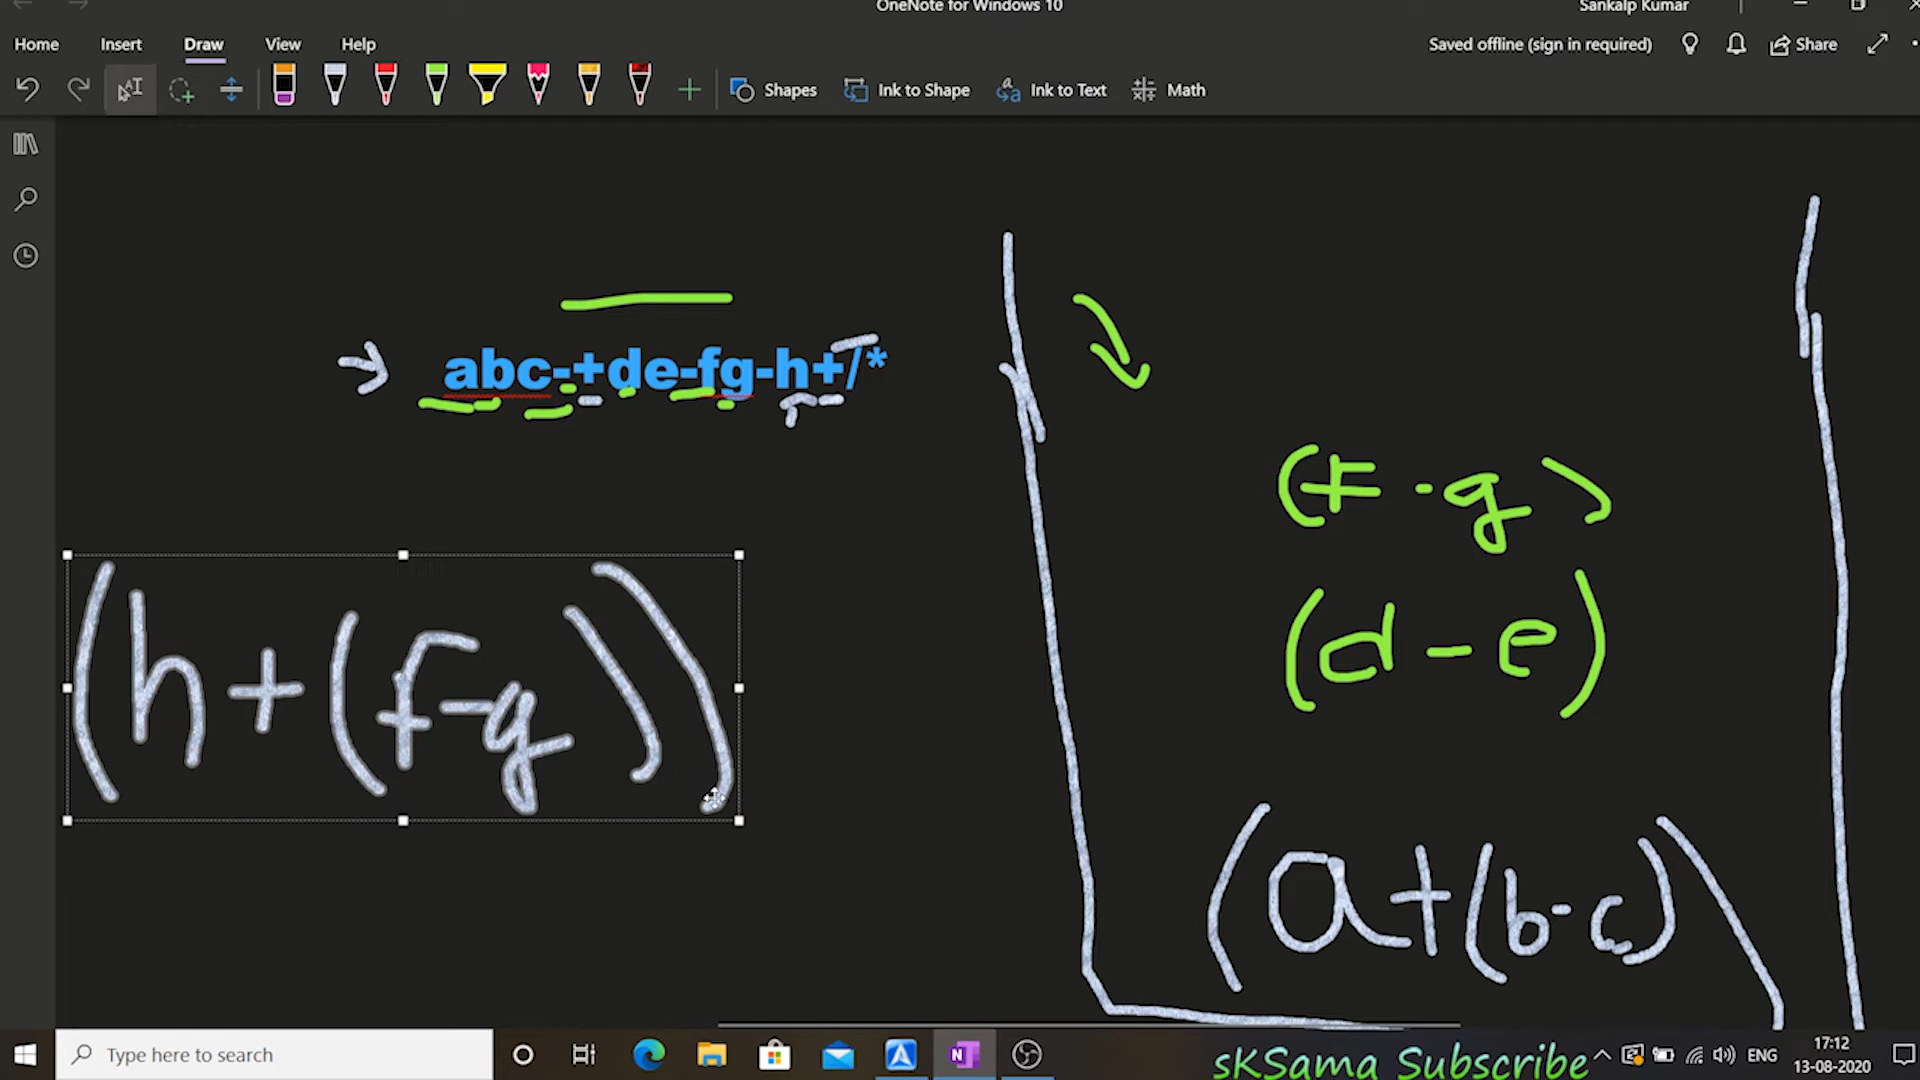 OneNote for Windows 10
Sankalp Kumar
Home Insert Draw View Help
Saved offline (sign in required)
Share
Shapes
Ink to Shape
Ink to Text
Math
abc-+de-fg-h+/*
(f-g)
(d-e)
(h+(f-g))
(a+(b-c))
Type here to search
sKSama Subscribe
ENG
17:12
13-08-2020